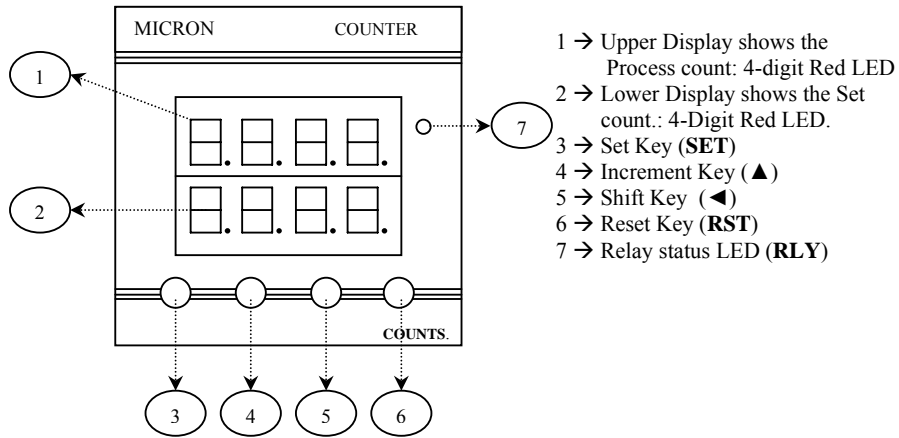 MICRON COUNTER
1
2
7
COUNTS.
3 4 5 6
1 → Upper Display shows the
Process count: 4-digit Red LED
2 → Lower Display shows the Set
count.: 4-Digit Red LED.
3 → Set Key (SET)
4 → Increment Key (▲)
5 → Shift Key (◄)
6 → Reset Key (RST)
7 → Relay status LED (RLY)